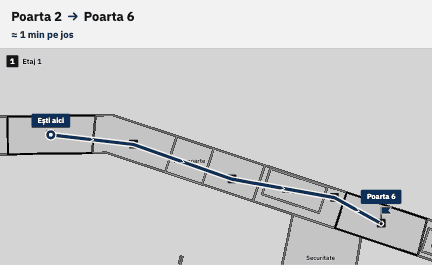 Poarta 2 → Poarta 6
≈ 1 min pe jos
1 Etaj 1
Ești aici
Poarta 6
Securitate